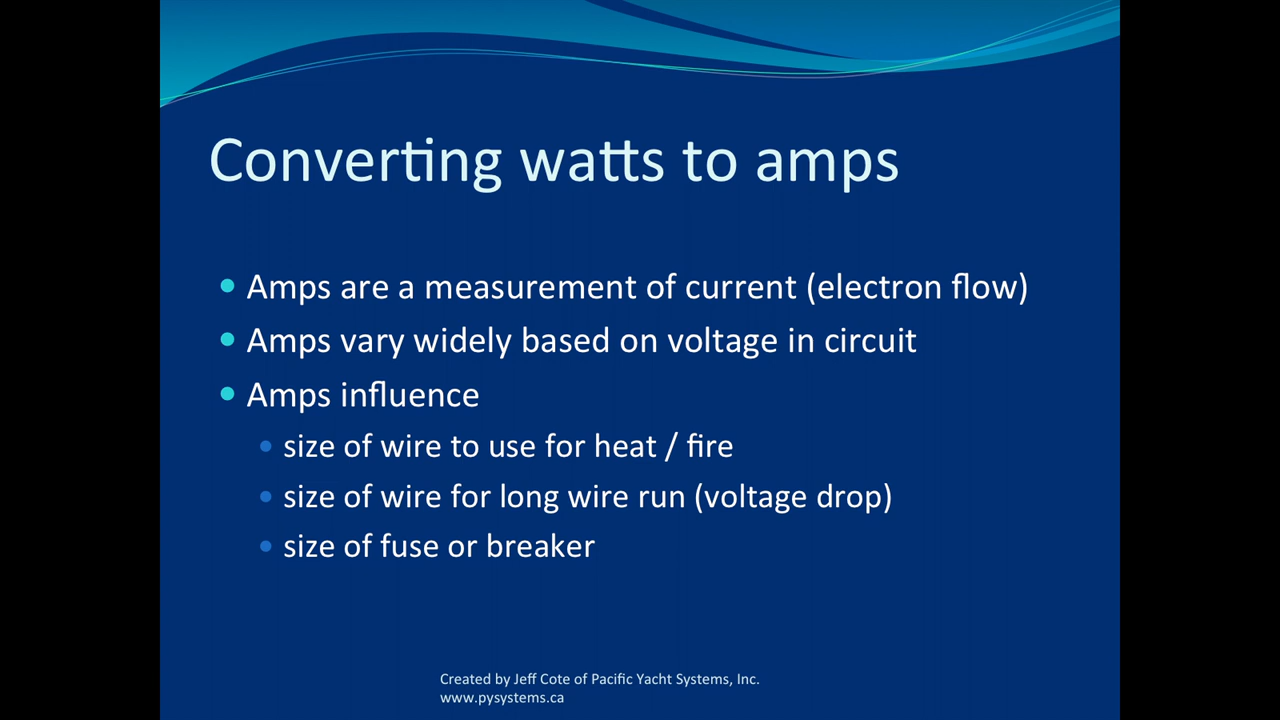 Converting watts to amps
• Amps are a measurement of current (electron flow)
• Amps vary widely based on voltage in circuit
• Amps influence
• size of wire to use for heat / fire
• size of wire for long wire run (voltage drop)
• size of fuse or breaker
Created by Jeff Cote of Pacific Yacht Systems, Inc.
www.pysystems.ca